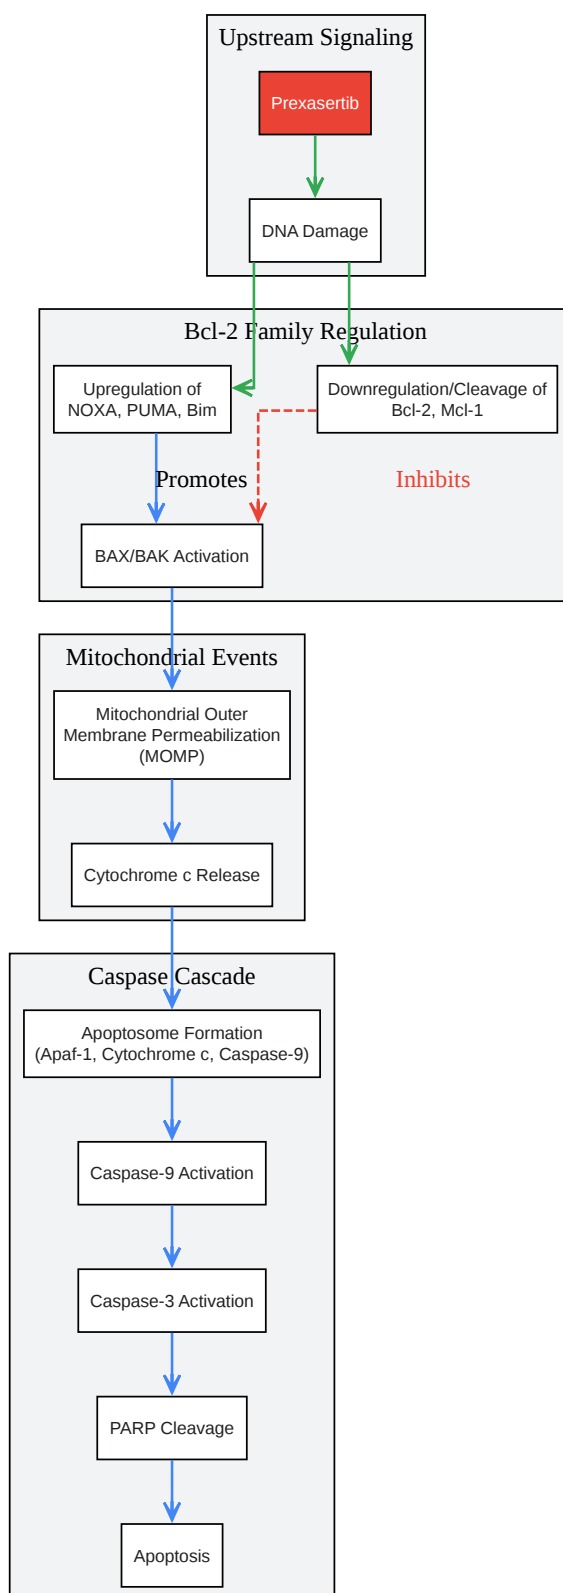 Upstream Signaling
Prexasertib
DNA Damage
Bcl-2 Family Regulation
Upregulation of
NOXA, PUMA, Bim
Downregulation/Cleavage of
Bcl-2, Mcl-1
Promotes
Inhibits
BAX/BAK Activation
Mitochondrial Events
Mitochondrial Outer
Membrane Permeabilization
(MOMP)
Cytochrome c Release
Caspase Cascade
Apoptosome Formation
(Apaf-1, Cytochrome c, Caspase-9)
Caspase-9 Activation
Caspase-3 Activation
PARP Cleavage
Apoptosis